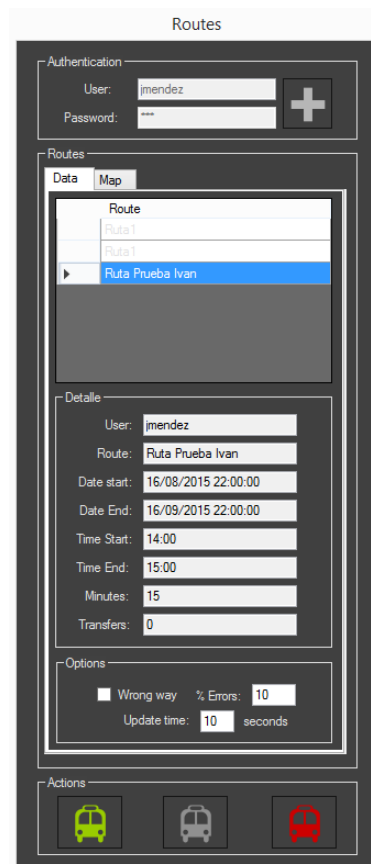 Routes
Authentication
User: jmendez
Password: ***
Routes
Data Map
Route
Ruta1
Ruta1
Ruta Prueba Ivan
Detalle
User: jmendez
Route: Ruta Prueba Ivan
Date start: 16/08/2015 22:00:00
Date End: 16/09/2015 22:00:00
Time Start: 14:00
Time End: 15:00
Minutes: 15
Transfers: 0
Options
Wrong way % Errors: 10
Update time: 10 seconds
Actions